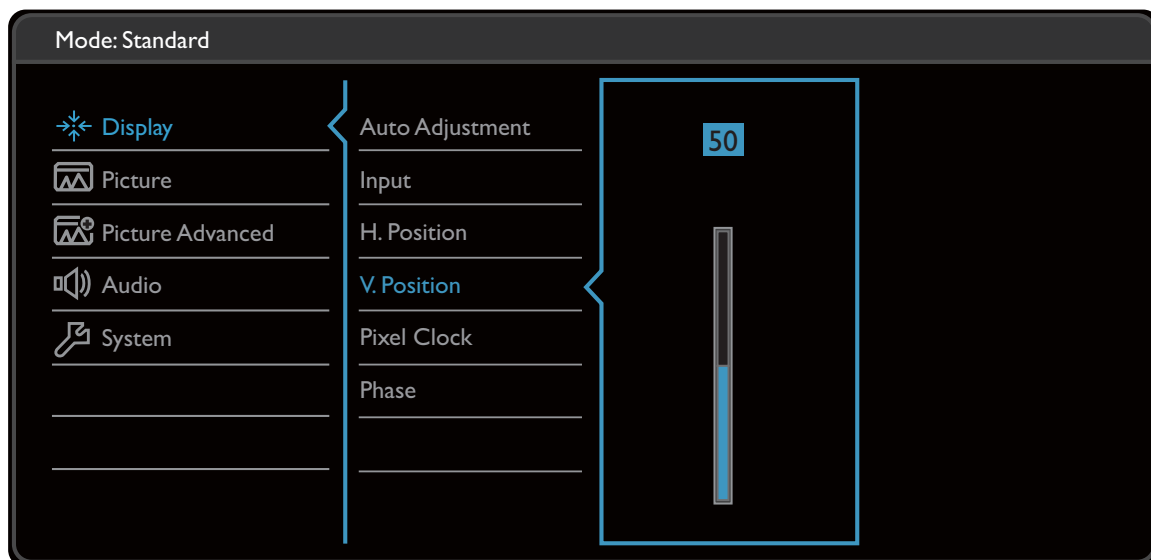 Mode: Standard
Display
Picture
Picture Advanced
Audio
System
Auto Adjustment
Input
H. Position
V. Position
Pixel Clock
Phase
50